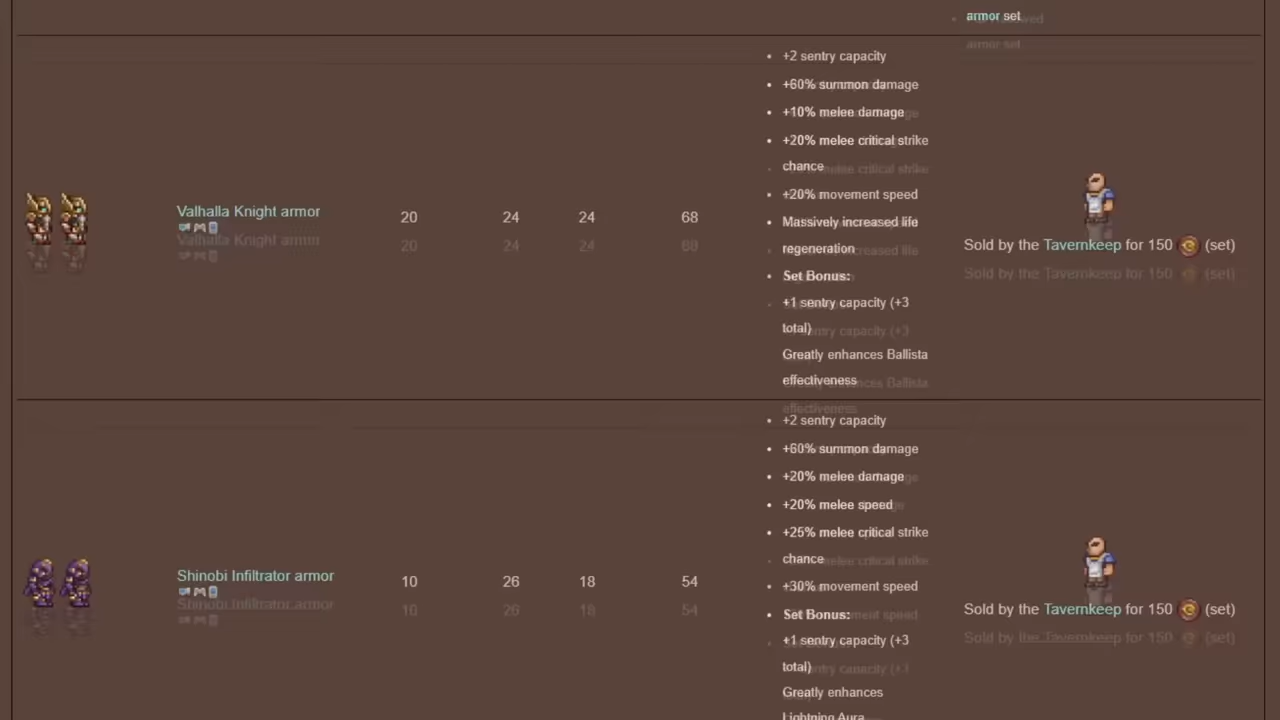 armor set
+2 sentry capacity
+60% summon damage
+10% melee damage
+20% melee critical strike
chance
+20% movement speed
Massively increased life
regeneration
Set Bonus:
+1 sentry capacity (+3
total)
Greatly enhances Ballista
effectiveness
Valhalla Knight armor
20 24 24 68
Sold by the Tavernkeep for 150 (set)
+2 sentry capacity
+60% summon damage
+20% melee damage
+20% melee speed
+25% melee critical strike
chance
+30% movement speed
Set Bonus:
+1 sentry capacity (+3
total)
Greatly enhances
Lightning Aura
Shinobi Infiltrator armor
10 26 18 54
Sold by the Tavernkeep for 150 (set)